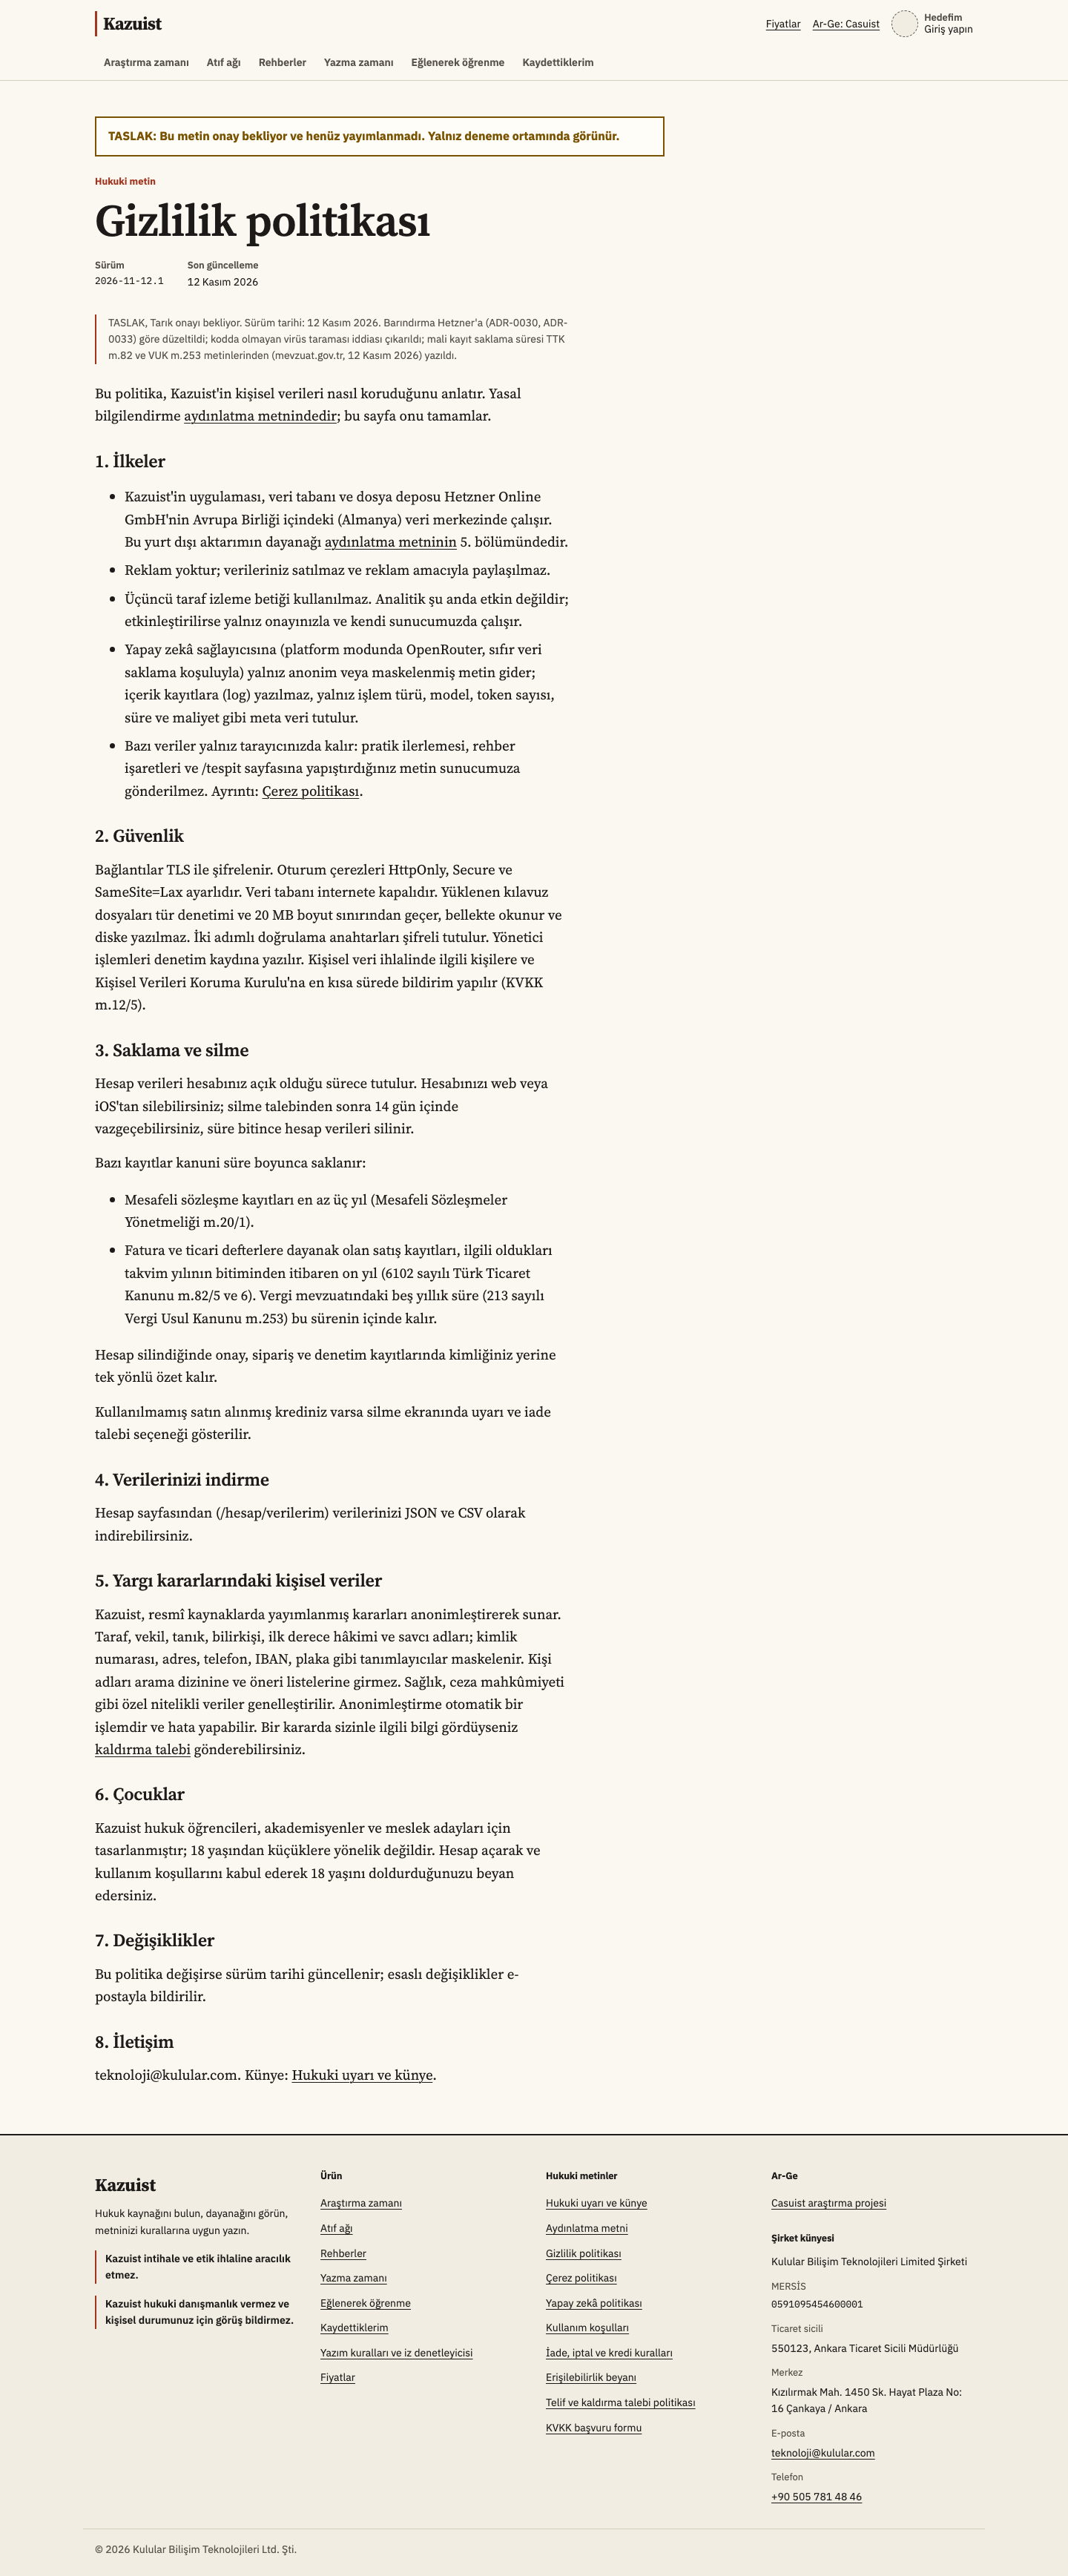 Kazuist
Fiyatlar
Ar-Ge: Casuist
Hedefim
Giriş yapın
Araştırma zamanı
Atıf ağı
Rehberler
Yazma zamanı
Eğlenerek öğrenme
Kaydettiklerim
TASLAK: Bu metin onay bekliyor ve henüz yayımlanmadı. Yalnız deneme ortamında görünür.
Hukuki metin
Gizlilik politikası
Sürüm
2026-11-12.1
Son güncelleme
12 Kasım 2026
TASLAK, Tarık onayı bekliyor. Sürüm tarihi: 12 Kasım 2026. Barındırma Hetzner'a (ADR-0030, ADR-
0033) göre düzeltildi; kodda olmayan virüs taraması iddiası çıkarıldı; mali kayıt saklama süresi TTK
m.82 ve VUK m.253 metinlerinden (mevzuat.gov.tr, 12 Kasım 2026) yazıldı.
Bu politika, Kazuist'in kişisel verileri nasıl koruduğunu anlatır. Yasal
bilgilendirme aydınlatma metnindedir; bu sayfa onu tamamlar.
1. İlkeler
Kazuist'in uygulaması, veri tabanı ve dosya deposu Hetzner Online
GmbH'nin Avrupa Birliği içindeki (Almanya) veri merkezinde çalışır.
Bu yurt dışı aktarımın dayanağı aydınlatma metninin 5. bölümündedir.
Reklam yoktur; verileriniz satılmaz ve reklam amacıyla paylaşılmaz.
Üçüncü taraf izleme betiği kullanılmaz. Analitik şu anda etkin değildir;
etkinleştirilirse yalnız onayınızla ve kendi sunucumuzda çalışır.
Yapay zekâ sağlayıcısına (platform modunda OpenRouter, sıfır veri
saklama koşuluyla) yalnız anonim veya maskelenmiş metin gider;
içerik kayıtlara (log) yazılmaz, yalnız işlem türü, model, token sayısı,
süre ve maliyet gibi meta veri tutulur.
Bazı veriler yalnız tarayıcınızda kalır: pratik ilerlemesi, rehber
işaretleri ve /tespit sayfasına yapıştırdığınız metin sunucumuza
gönderilmez. Ayrıntı: Çerez politikası.
2. Güvenlik
Bağlantılar TLS ile şifrelenir. Oturum çerezleri HttpOnly, Secure ve
SameSite=Lax ayarlıdır. Veri tabanı internete kapalıdır. Yüklenen kılavuz
dosyaları tür denetimi ve 20 MB boyut sınırından geçer, bellekte okunur ve
diske yazılmaz. İki adımlı doğrulama anahtarları şifreli tutulur. Yönetici
işlemleri denetim kaydına yazılır. Kişisel veri ihlalinde ilgili kişilere ve
Kişisel Verileri Koruma Kurulu'na en kısa sürede bildirim yapılır (KVKK
m.12/5).
3. Saklama ve silme
Hesap verileri hesabınız açık olduğu sürece tutulur. Hesabınızı web veya
iOS'tan silebilirsiniz; silme talebinden sonra 14 gün içinde
vazgeçebilirsiniz, süre bitince hesap verileri silinir.
Bazı kayıtlar kanuni süre boyunca saklanır:
Mesafeli sözleşme kayıtları en az üç yıl (Mesafeli Sözleşmeler
Yönetmeliği m.20/1).
Fatura ve ticari defterlere dayanak olan satış kayıtları, ilgili oldukları
takvim yılının bitiminden itibaren on yıl (6102 sayılı Türk Ticaret
Kanunu m.82/5 ve 6). Vergi mevzuatındaki beş yıllık süre (213 sayılı
Vergi Usul Kanunu m.253) bu sürenin içinde kalır.
Hesap silindiğinde onay, sipariş ve denetim kayıtlarında kimliğiniz yerine
tek yönlü özet kalır.
Kullanılmamış satın alınmış krediniz varsa silme ekranında uyarı ve iade
talebi seçeneği gösterilir.
4. Verilerinizi indirme
Hesap sayfasından (/hesap/verilerim) verilerinizi JSON ve CSV olarak
indirebilirsiniz.
5. Yargı kararlarındaki kişisel veriler
Kazuist, resmî kaynaklarda yayımlanmış kararları anonimleştirerek sunar.
Taraf, vekil, tanık, bilirkişi, ilk derece hâkimi ve savcı adları; kimlik
numarası, adres, telefon, IBAN, plaka gibi tanımlayıcılar maskelenir. Kişi
adları arama dizinine ve öneri listelerine girmez. Sağlık, ceza mahkûmiyeti
gibi özel nitelikli veriler genelleştirilir. Anonimleştirme otomatik bir
işlemdir ve hata yapabilir. Bir kararda sizinle ilgili bilgi gördüyseniz
kaldırma talebi gönderebilirsiniz.
6. Çocuklar
Kazuist hukuk öğrencileri, akademisyenler ve meslek adayları için
tasarlanmıştır; 18 yaşından küçüklere yönelik değildir. Hesap açarak ve
kullanım koşullarını kabul ederek 18 yaşını doldurduğunuzu beyan
edersiniz.
7. Değişiklikler
Bu politika değişirse sürüm tarihi güncellenir; esaslı değişiklikler e-
postayla bildirilir.
8. İletişim
teknoloji@kulular.com. Künye: Hukuki uyarı ve künye.
Kazuist
Hukuk kaynağını bulun, dayanağını görün,
metninizi kurallarına uygun yazın.
Kazuist intihale ve etik ihlaline aracılık
etmez.
Kazuist hukuki danışmanlık vermez ve
kişisel durumunuz için görüş bildirmez.
Ürün
Araştırma zamanı
Atıf ağı
Rehberler
Yazma zamanı
Eğlenerek öğrenme
Kaydettiklerim
Yazım kuralları ve iz denetleyicisi
Fiyatlar
Hukuki metinler
Hukuki uyarı ve künye
Aydınlatma metni
Gizlilik politikası
Çerez politikası
Yapay zekâ politikası
Kullanım koşulları
İade, iptal ve kredi kuralları
Erişilebilirlik beyanı
Telif ve kaldırma talebi politikası
KVKK başvuru formu
Ar-Ge
Casuist araştırma projesi
Şirket künyesi
Kulular Bilişim Teknolojileri Limited Şirketi
MERSİS
0591095454600001
Ticaret sicili
550123, Ankara Ticaret Sicili Müdürlüğü
Merkez
Kızılırmak Mah. 1450 Sk. Hayat Plaza No:
16 Çankaya / Ankara
E-posta
teknoloji@kulular.com
Telefon
+90 505 781 48 46
© 2026 Kulular Bilişim Teknolojileri Ltd. Şti.